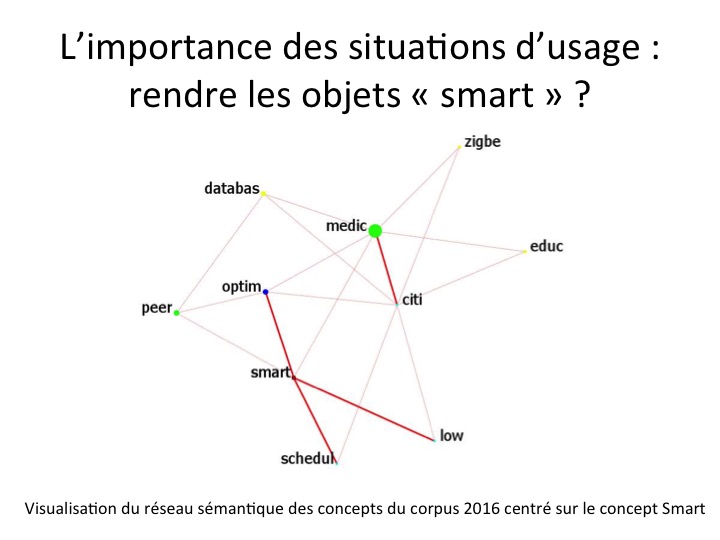 L’importance des situations d’usage :
rendre les objets « smart » ?
zigbe
databas
medic
educ
optim
citi
peer
smart
low
schedul
Visualisation du réseau sémantique des concepts du corpus 2016 centré sur le concept Smart